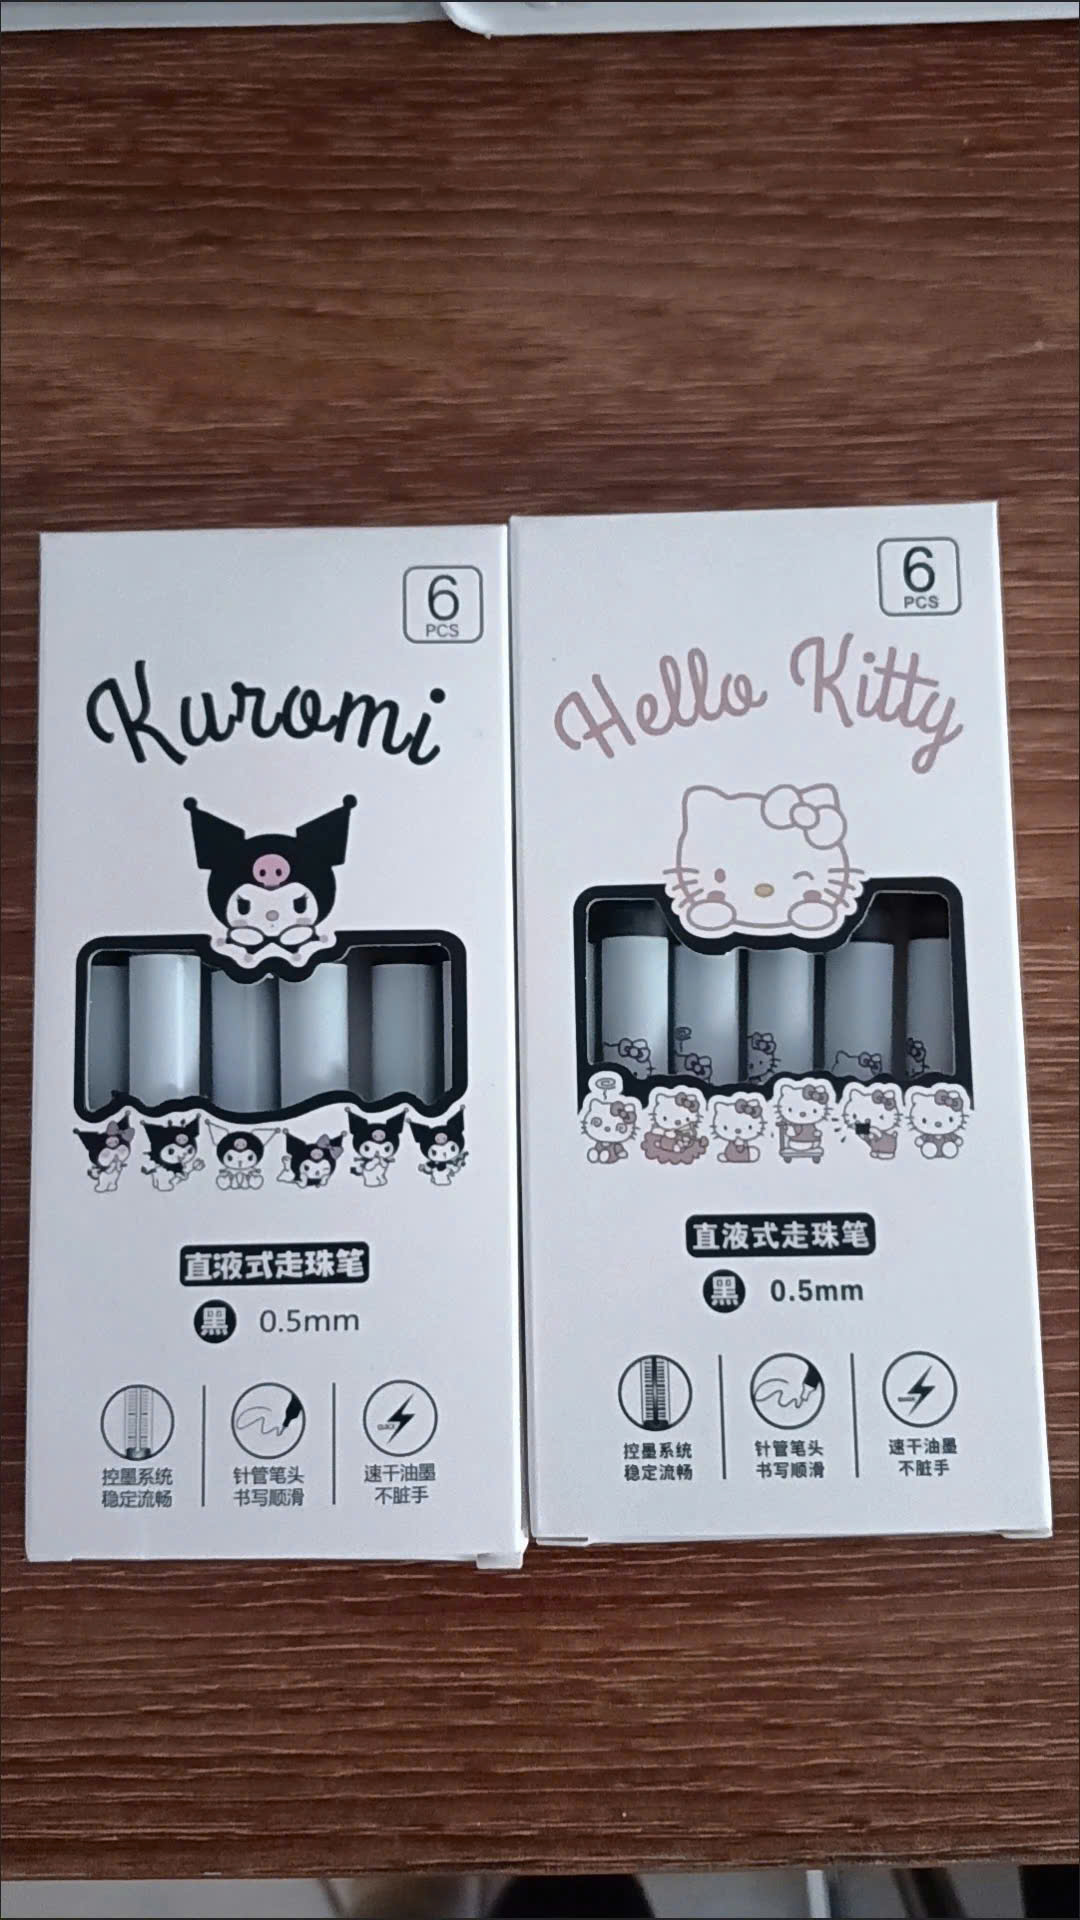 6
PCS
Kuromi
直液式走珠笔
黑 0.5mm
控墨系统
稳定流畅
针管笔头
书写顺滑
速干油墨
不脏手
6
PCS
Hello Kitty
直液式走珠笔
黑 0.5mm
控墨系统
稳定流畅
针管笔头
书写顺滑
速干油墨
不脏手